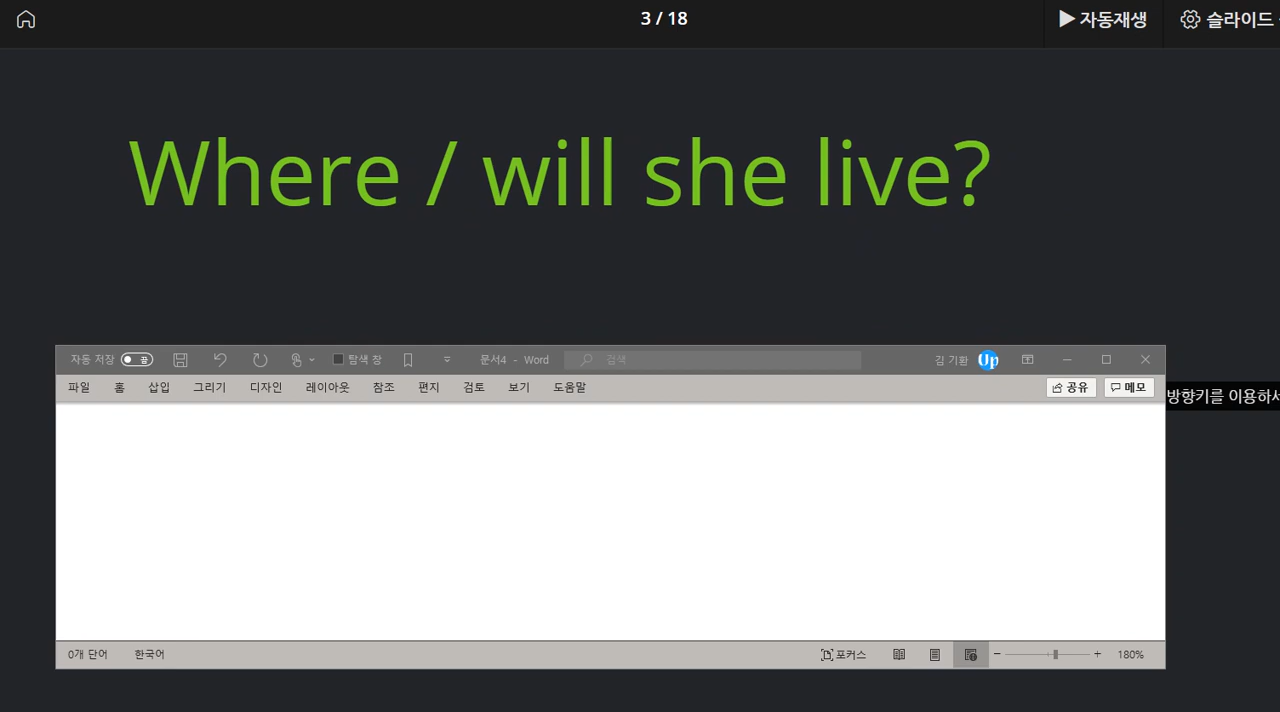 3 / 18
▶ 자동재생
슬라이드
Where / will she live?
자동 저장 끔 탐색 창 문서4 - Word 검색 김 기환 Up
파일 홈 삽입 그리기 디자인 레이아웃 참조 편지 검토 보기 도움말 공유 메모
방향키를 이용하
0개 단어 한국어 포커스 - + 180%